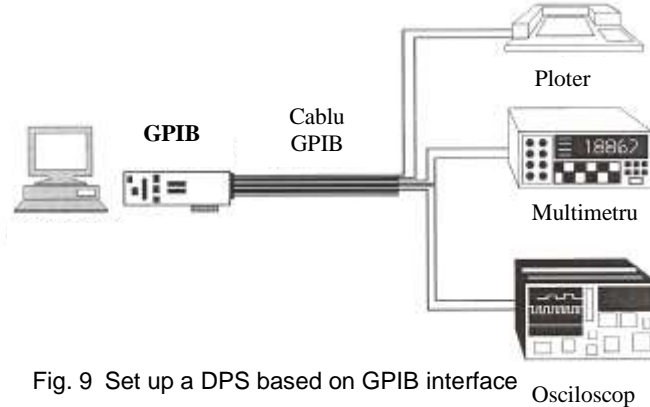 Ploter
GPIB
Cablu
GPIB
18867
Multimetru
Fig. 9 Set up a DPS based on GPIB interface
Osciloscop